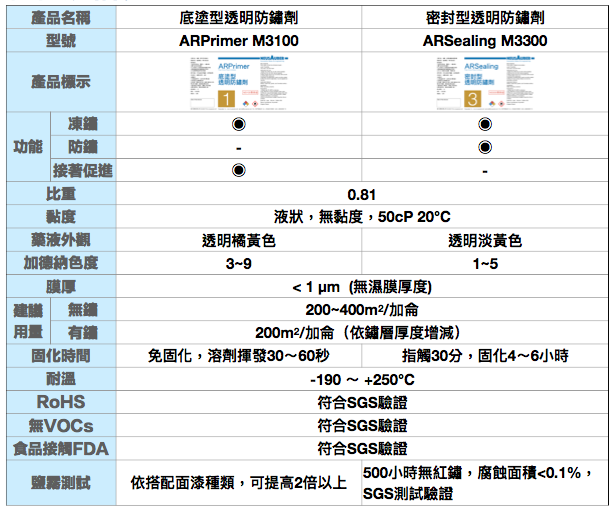 產品名稱 底塗型透明防鏽劑 密封型透明防鏽劑
型號 ARPrimer M3100 ARSealing M3300
產品標示
ARPrimer
底塗型
透明防鏽劑
1
ARSealing
密封型
透明防鏽劑
3
功能
凍鏽 ◉ ◉
防鏽 - ◉
接著促進 ◉ -
比重 0.81
黏度 液狀，無黏度，50cP 20°C
藥液外觀 透明橘黃色 透明淡黃色
加德納色度 3~9 1~5
膜厚 < 1 µm (無濕膜厚度)
建議用量
無鏽 200~400m²/加侖
有鏽 200m²/加侖（依鏽層厚度增減）
固化時間 免固化，溶劑揮發30～60秒 指觸30分，固化4～6小時
耐溫 -190 ～ +250°C
RoHS 符合SGS驗證
無VOCs 符合SGS驗證
食品接觸FDA 符合SGS驗證
鹽霧測試 依搭配面漆種類，可提高2倍以上 500小時無紅鏽，腐蝕面積<0.1%，
SGS測試驗證